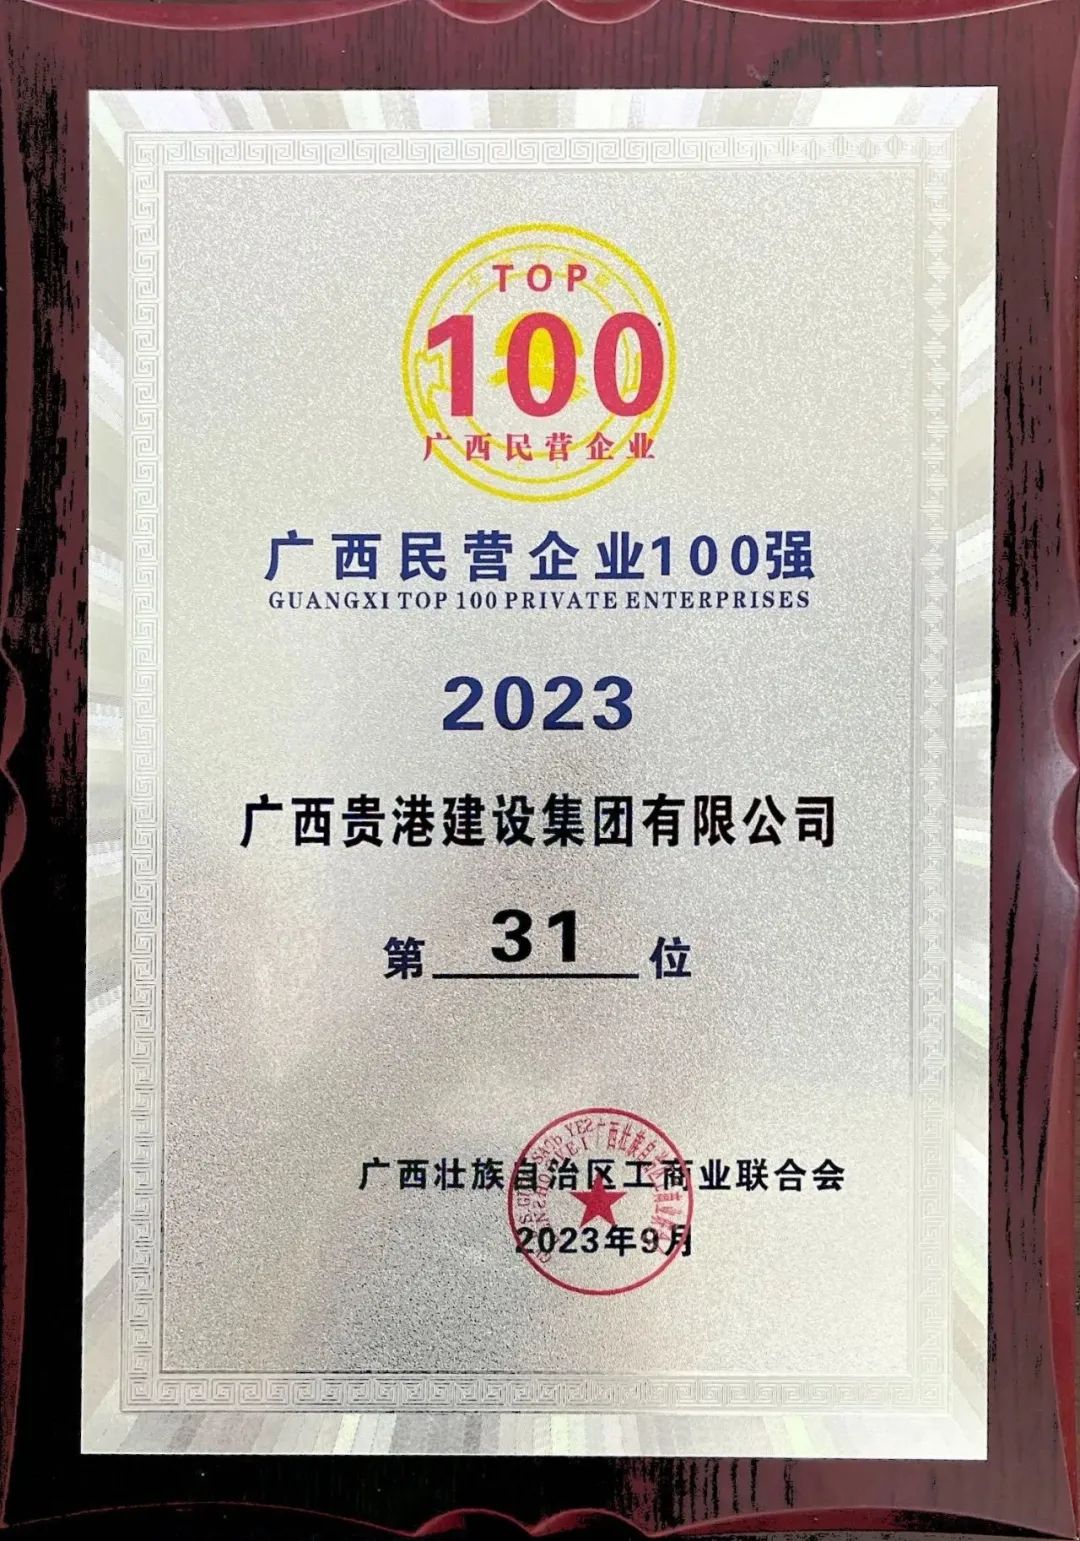 TOP
100
广西民营企业
广西民营企业100强
GUANGXI TOP 100 PRIVATE ENTERPRISES
2023
广西贵港建设集团有限公司
第 31 位
广西壮族自治区工商业联合会
2023年9月